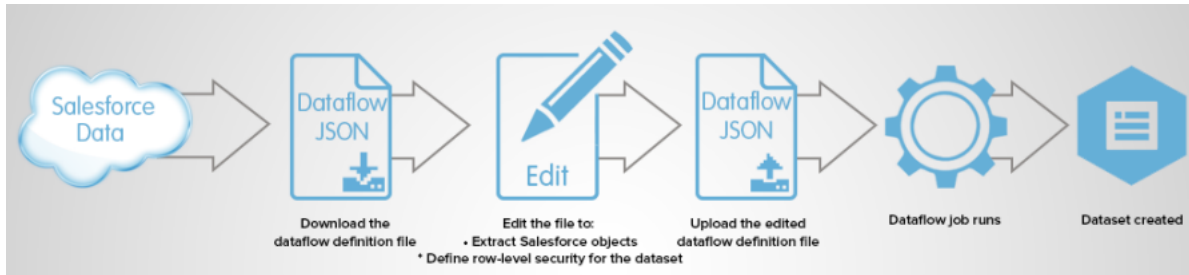 Salesforce
Data
Dataflow
JSON
Edit
Dataflow
JSON
Download the
dataflow definition file
Edit the file to:
• Extract Salesforce objects
* Define row-level security for the dataset
Upload the edited
dataflow definition file
Dataflow job runs
Dataset created